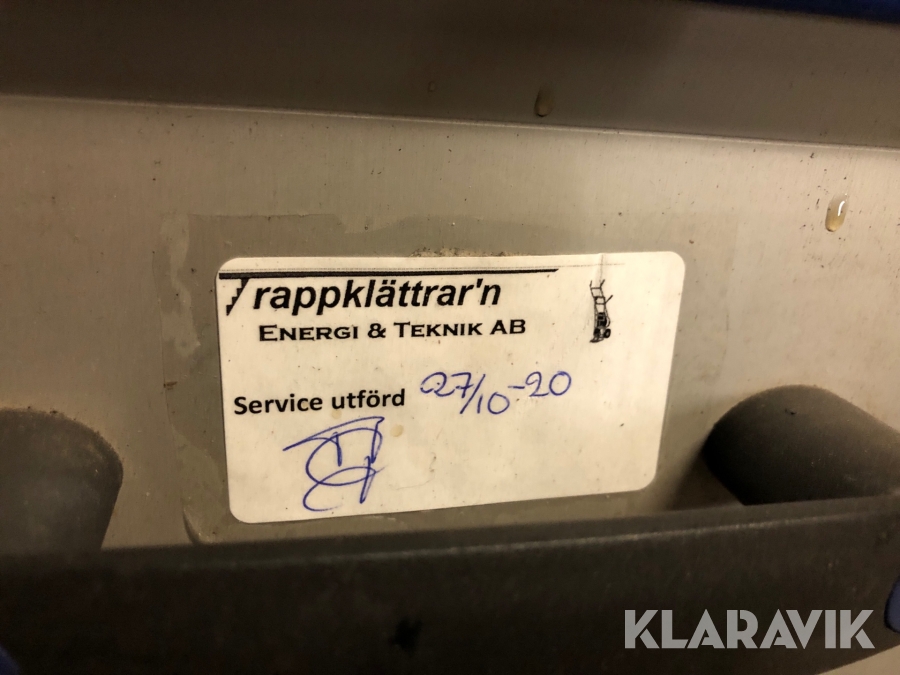 Trappklättrar'n
ENERGI & TEKNIK AB
Service utförd 27/10-20
KLARAVIK